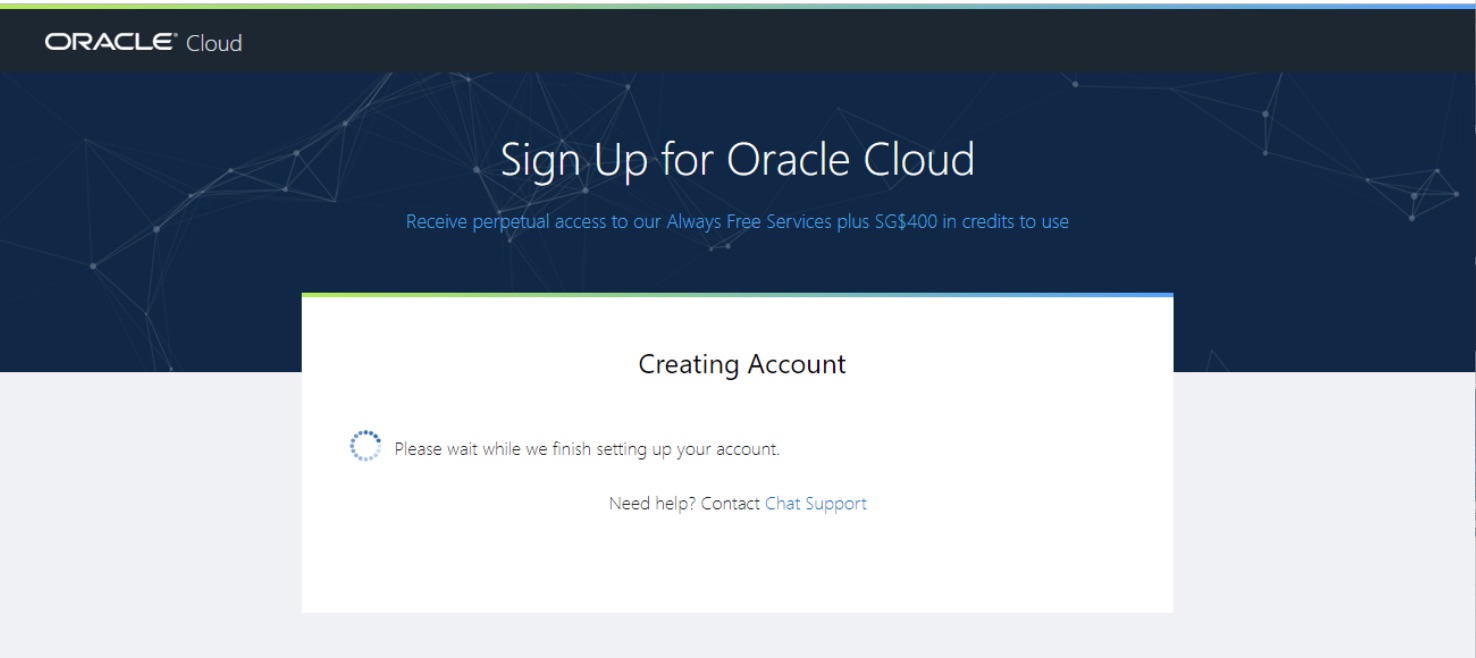 ORACLE® Cloud
Sign Up for Oracle Cloud
Receive perpetual access to our Always Free Services plus SG$400 in credits to use
Creating Account
Please wait while we finish setting up your account.
Need help? Contact Chat Support